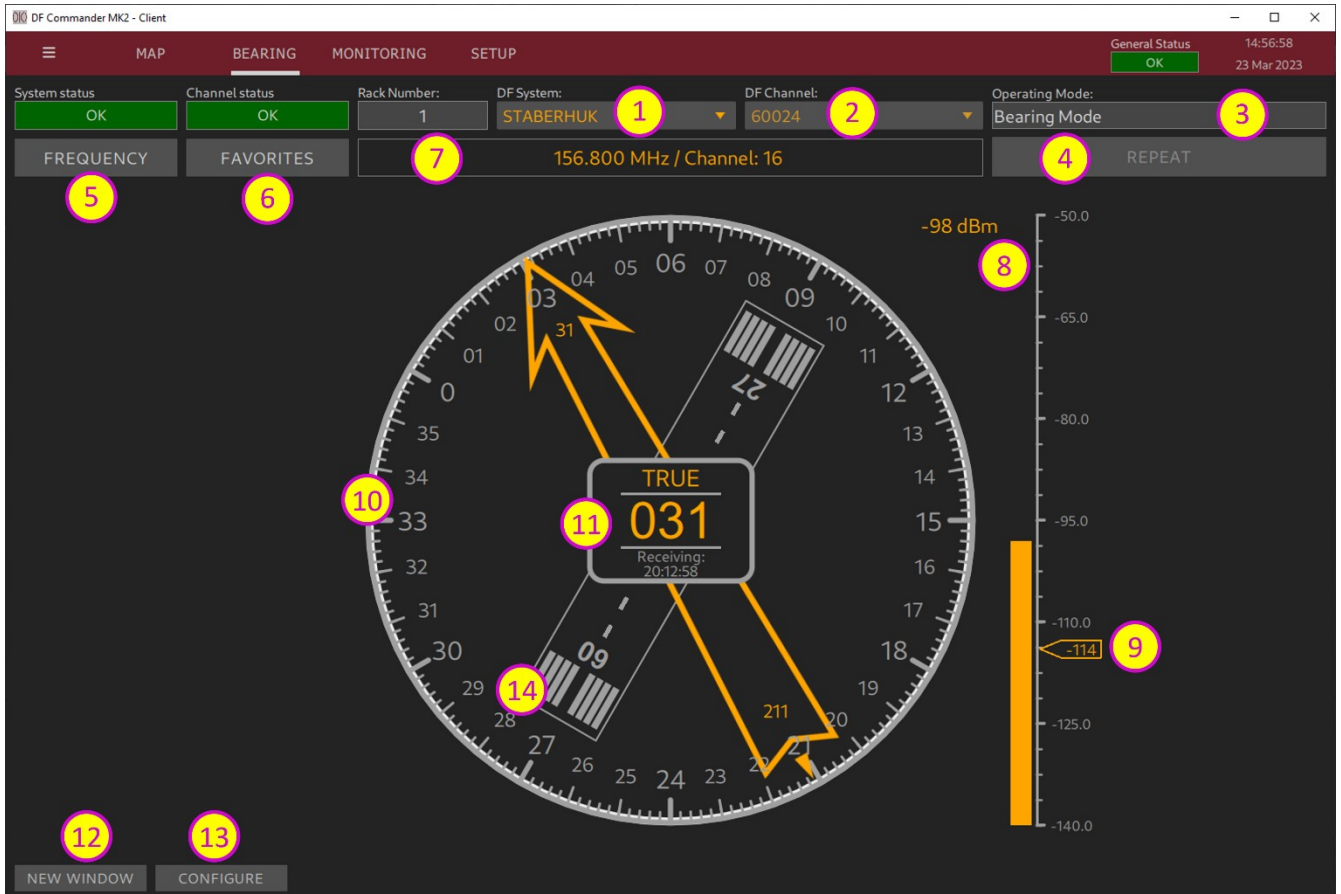 DF Commander MK2 - Client
MAP BEARING MONITORING SETUP
General Status
OK
14:56:58
23 Mar 2023
System status
OK
Channel status
OK
Rack Number:
1
DF System:
STABERHUK
1
DF Channel:
60024
2
Operating Mode:
Bearing Mode
3
FREQUENCY
5
FAVORITES
6
7
156.800 MHz / Channel: 16
4
REPEAT
-98 dBm
8
-50.0
-65.0
-80.0
-95.0
-110.0
-114
9
-125.0
-140.0
06
05
07
04
08
03
09
02
31
10
01
11
0
27
12
35
13
34
14
10
33
15
32
16
31
17
30
18
29
19
28
20
27
21
26
22
25
23
24
TRUE
11
031
Receiving:
20:12:58
09
14
211
12
13
NEW WINDOW
CONFIGURE